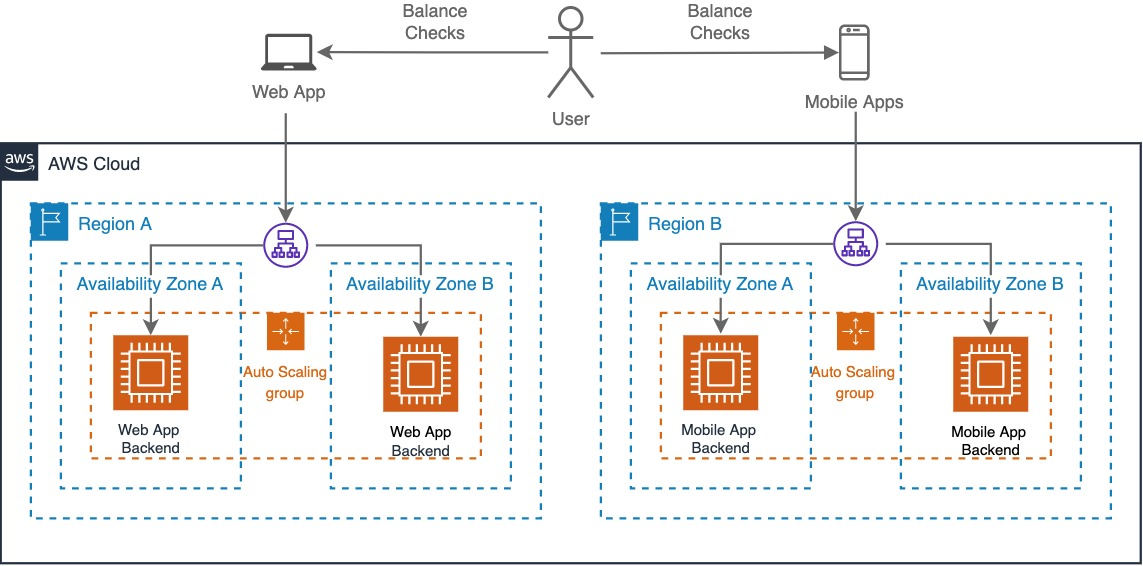 Balance
Checks
Balance
Checks
Web App
User
Mobile Apps
aws
AWS Cloud
Region A
Region B
Availability Zone A
Availability Zone B
Availability Zone A
Availability Zone B
Auto Scaling
group
Auto Scaling
group
Web App
Backend
Web App
Backend
Mobile App
Backend
Mobile App
Backend